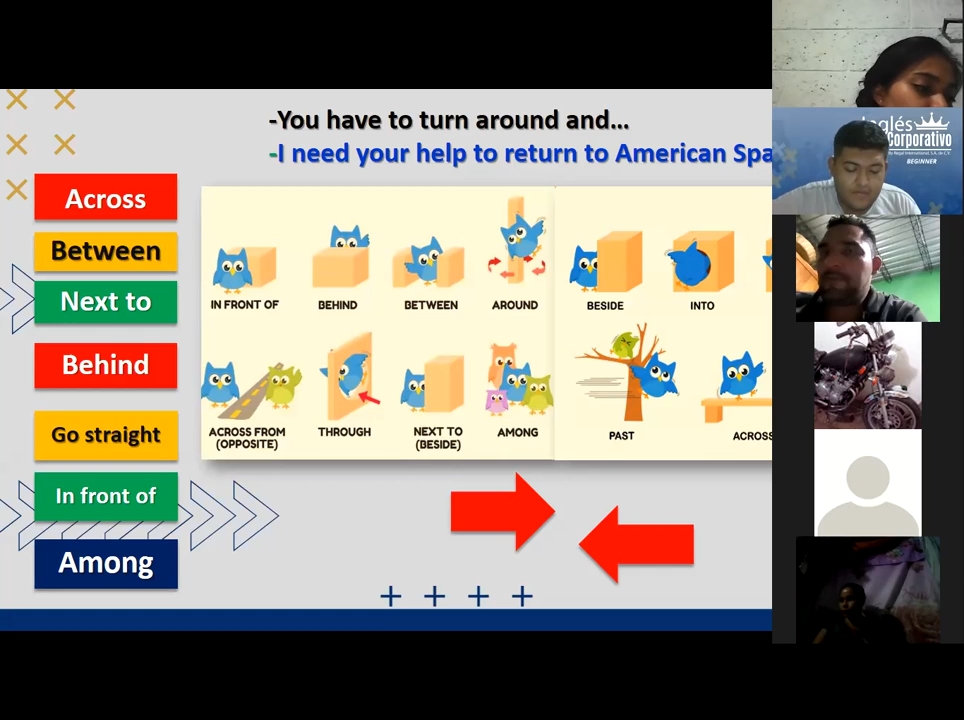 -You have to turn around and...
-I need your help to return to American Spa
Across
Between
Next to
Behind
Go straight
In front of
Among
IN FRONT OF
BEHIND
BETWEEN
AROUND
BESIDE
INTO
ACROSS FROM
(OPPOSITE)
THROUGH
NEXT TO
(BESIDE)
AMONG
PAST
ACROSS
Inglés
Corporativo
BEGINNER